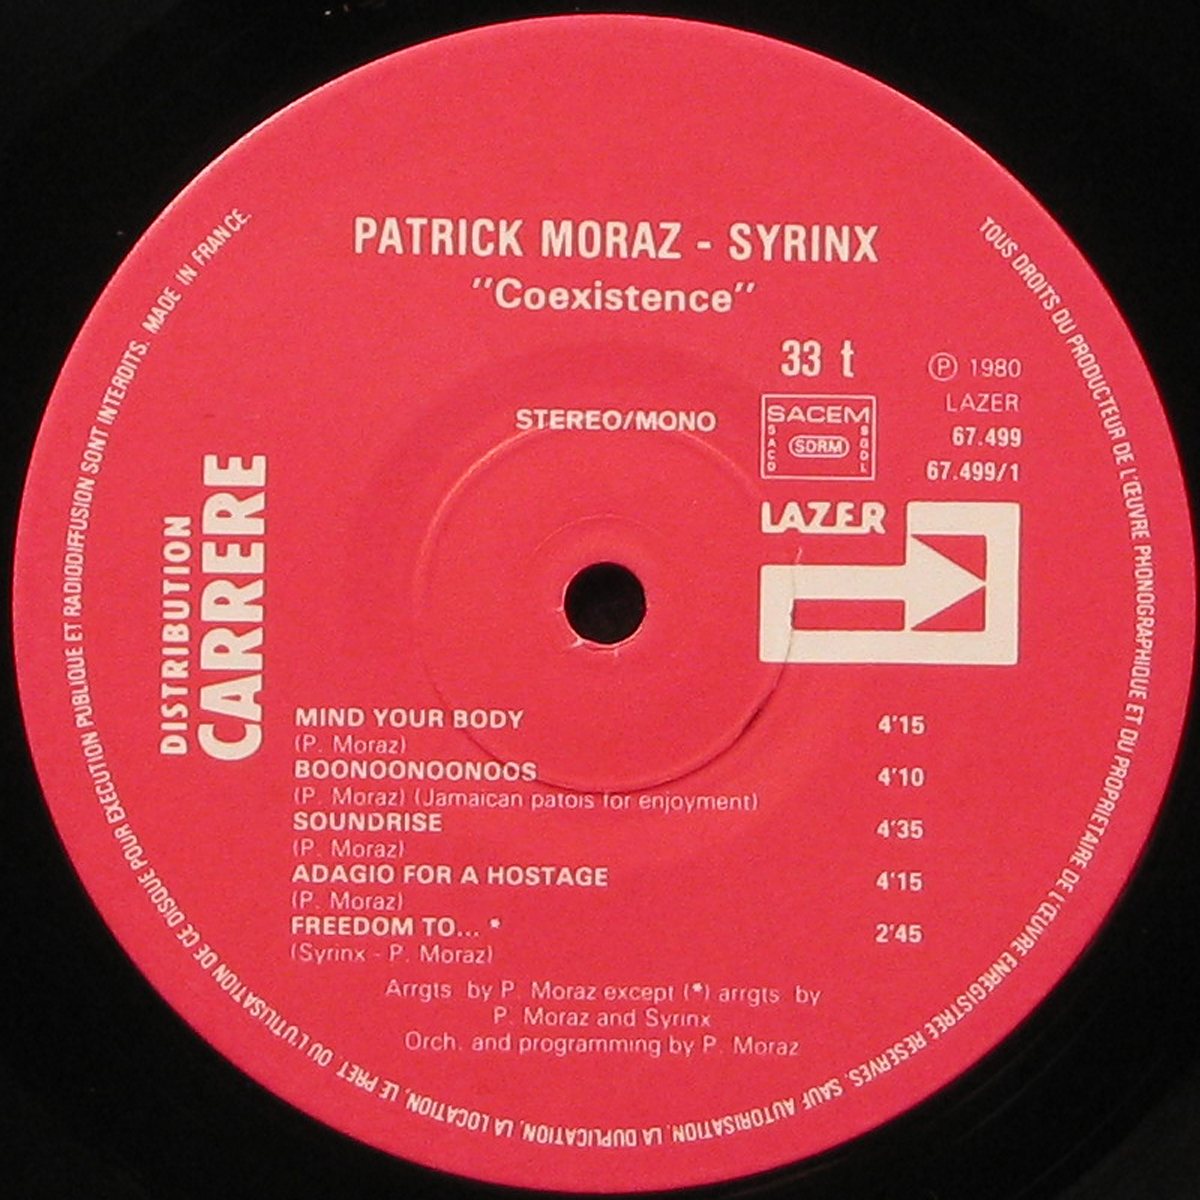 PATRICK MORAZ - SYRINX
"Coexistence"
33 t
STEREO/MONO
SACEM
SACD
SDRM
SGDL
Ⓟ 1980
LAZER
67.499
67.499/1
LAZER
DISTRIBUTION
CARRERE
MIND YOUR BODY 4'15
(P. Moraz)
BOONOONOONOOS 4'10
(P. Moraz) (Jamaican patois for enjoyment)
SOUNDRISE 4'35
(P. Moraz)
ADAGIO FOR A HOSTAGE 4'15
(P. Moraz)
FREEDOM TO... * 2'45
(Syrinx - P. Moraz)
Arrgts by P. Moraz except (*) arrgts by
P. Moraz and Syrinx
Orch. and programming by P. Moraz
TOUS DROITS DU PRODUCTEUR DE L'ŒUVRE PHONOGRAPHIQUE ET DU PROPRIETAIRE DE L'ŒUVRE ENREGISTREE RESERVES. SAUF AUTORISATION, LA DUPLICATION, LA LOCATION, LE PRET, OU L'UTILISATION DE CE DISQUE POUR EXECUTION PUBLIQUE ET RADIODIFFUSION SONT INTERDITS. MADE IN FRANCE.